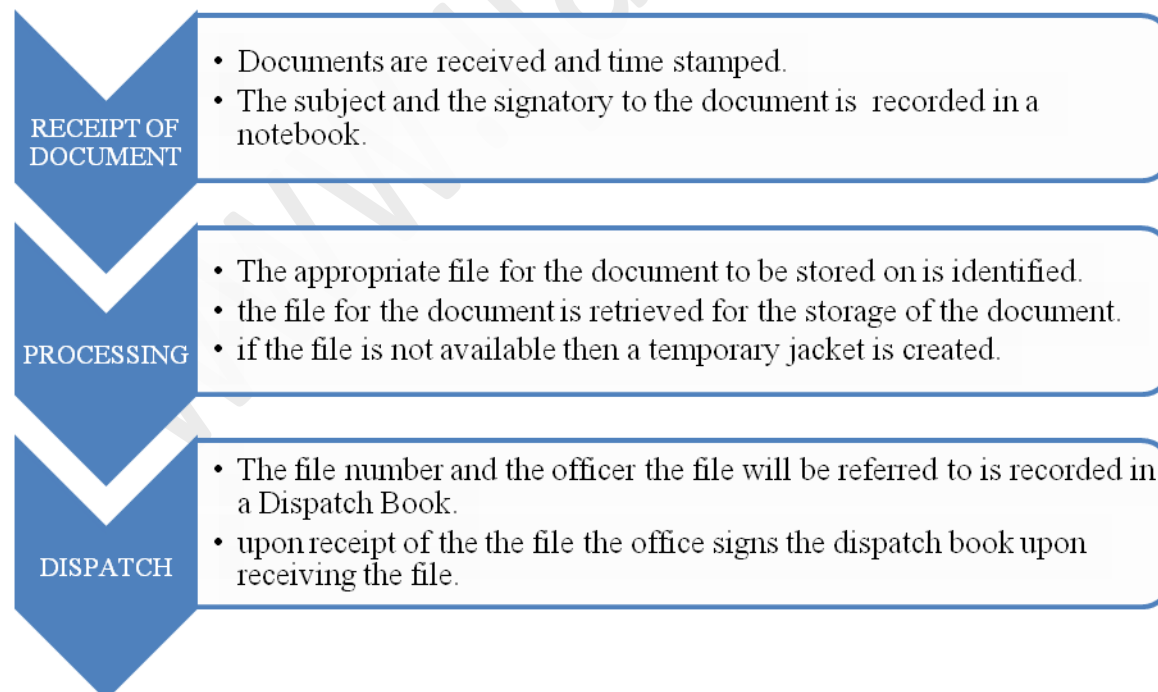 RECEIPT OF
DOCUMENT
• Documents are received and time stamped.
• The subject and the signatory to the document is recorded in a
notebook.
PROCESSING
• The appropriate file for the document to be stored on is identified.
• the file for the document is retrieved for the storage of the document.
• if the file is not available then a temporary jacket is created.
DISPATCH
• The file number and the officer the file will be referred to is recorded in
a Dispatch Book.
• upon receipt of the the file the office signs the dispatch book upon
receiving the file.